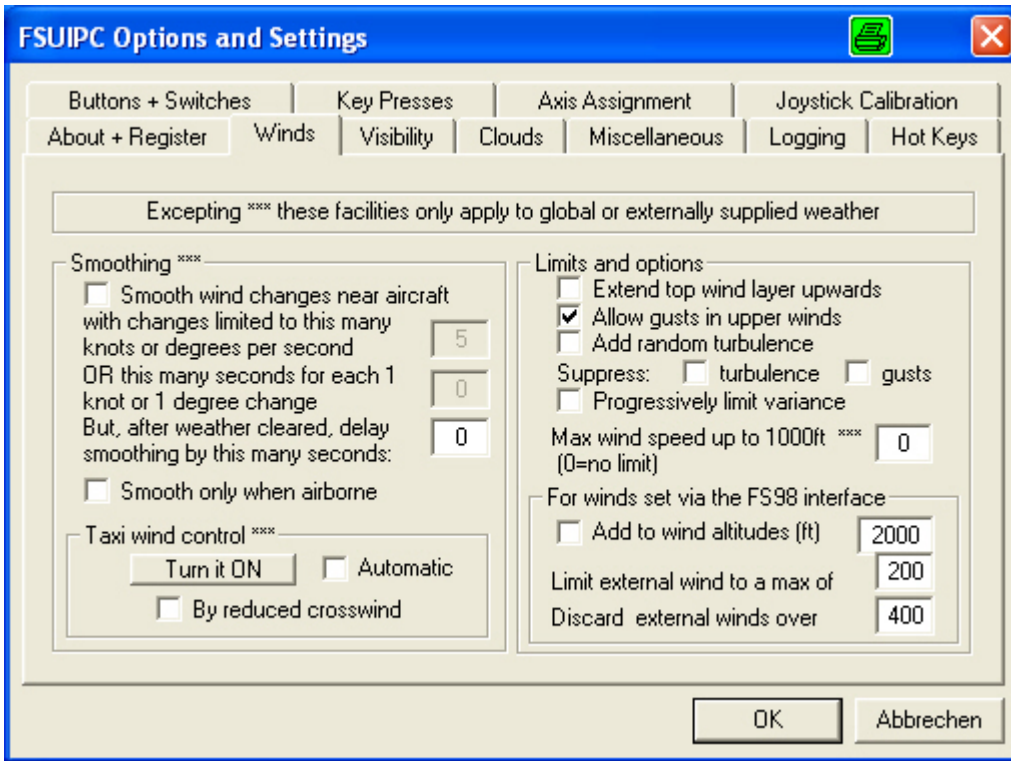 FSUIPC Options and Settings
Buttons + Switches Key Presses Axis Assignment Joystick Calibration
About + Register Winds Visibility Clouds Miscellaneous Logging Hot Keys
Excepting *** these facilities only apply to global or externally supplied weather
Smoothing ***
Smooth wind changes near aircraft
with changes limited to this many
knots or degrees per second 5
OR this many seconds for each 1
knot or 1 degree change 0
But, after weather cleared, delay
smoothing by this many seconds: 0
Smooth only when airborne
Taxi wind control ***
Turn it ON Automatic
By reduced crosswind
Limits and options
Extend top wind layer upwards
Allow gusts in upper winds
Add random turbulence
Suppress: turbulence gusts
Progressively limit variance
Max wind speed up to 1000ft *** 0
(0=no limit)
For winds set via the FS98 interface
Add to wind altitudes (ft) 2000
Limit external wind to a max of 200
Discard external winds over 400
OK Abbrechen